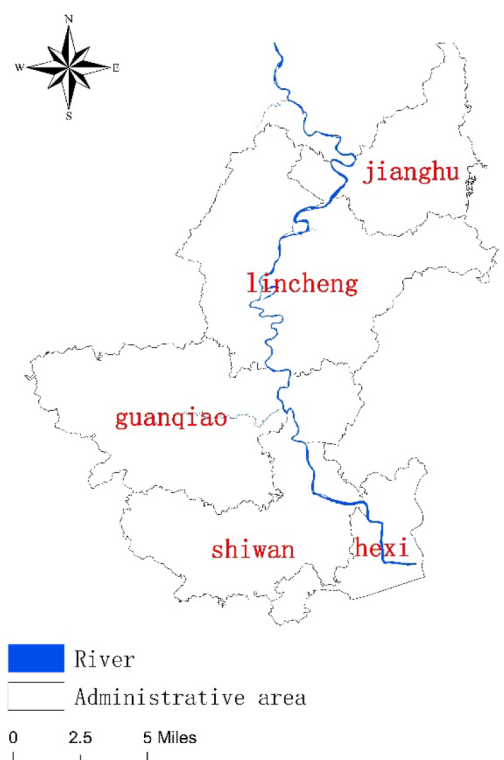 N
W E
S
jianghu
lincheng
guanqiao
shiwan hexi
River
Administrative area
0 2.5 5 Miles